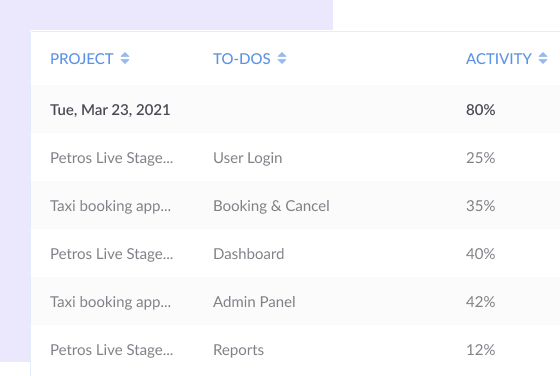 PROJECT TO-DOS ACTIVITY
Tue, Mar 23, 2021 80%
Petros Live Stage... User Login 25%
Taxi booking app... Booking & Cancel 35%
Petros Live Stage... Dashboard 40%
Taxi booking app... Admin Panel 42%
Petros Live Stage... Reports 12%